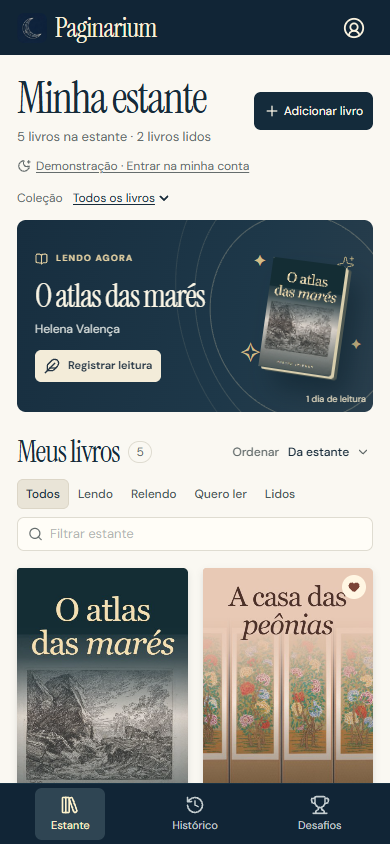 Paginarium
Minha estante
Adicionar livro
5 livros na estante · 2 livros lidos
Demonstração · Entrar na minha conta
Coleção Todos os livros
LENDO AGORA
O atlas das marés
Helena Valença
Registrar leitura
O atlas
das marés
1 dia de leitura
Meus livros 5
Ordenar Da estante
Todos Lendo Relendo Quero ler Lidos
Filtrar estante
O atlas
das marés
A casa das
peônias
Estante Histórico Desafios